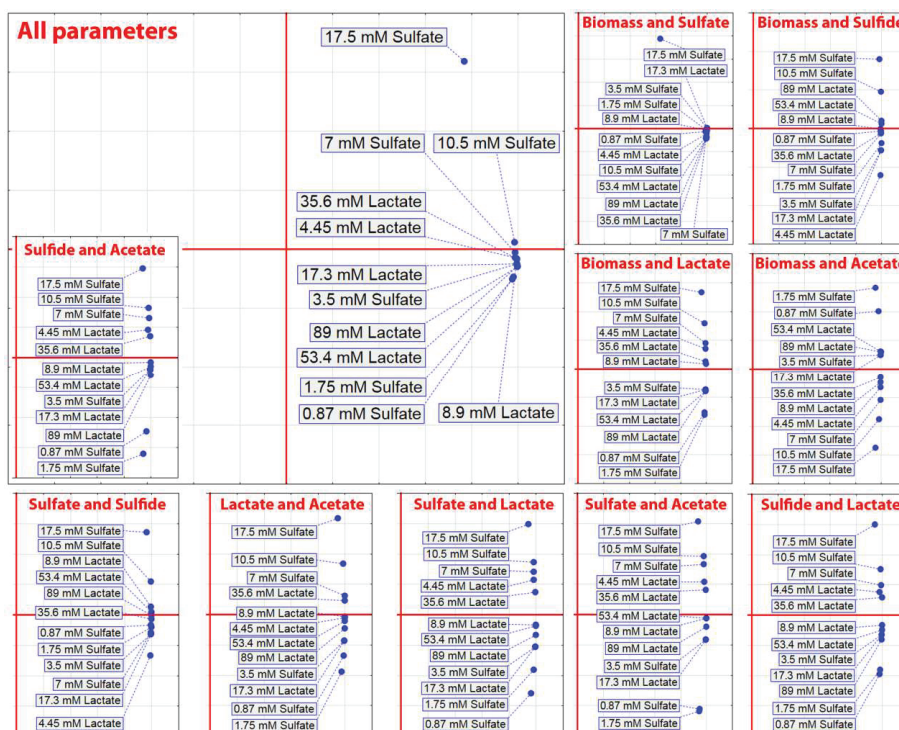 All parameters
17.5 mM Sulfate
7 mM Sulfate
10.5 mM Sulfate
35.6 mM Lactate
4.45 mM Lactate
17.3 mM Lactate
3.5 mM Sulfate
89 mM Lactate
53.4 mM Lactate
1.75 mM Sulfate
0.87 mM Sulfate
8.9 mM Lactate
Biomass and Sulfate
17.5 mM Sulfate
17.3 mM Lactate
3.5 mM Sulfate
1.75 mM Sulfate
8.9 mM Lactate
0.87 mM Sulfate
4.45 mM Lactate
10.5 mM Sulfate
53.4 mM Lactate
89 mM Lactate
35.6 mM Lactate
7 mM Sulfate
Biomass and Sulfide
17.5 mM Sulfate
10.5 mM Sulfate
89 mM Lactate
53.4 mM Lactate
8.9 mM Lactate
0.87 mM Sulfate
35.6 mM Lactate
7 mM Sulfate
1.75 mM Sulfate
3.5 mM Sulfate
17.3 mM Lactate
4.45 mM Lactate
Sulfide and Acetate
17.5 mM Sulfate
10.5 mM Sulfate
7 mM Sulfate
4.45 mM Lactate
35.6 mM Lactate
8.9 mM Lactate
53.4 mM Lactate
3.5 mM Sulfate
17.3 mM Lactate
89 mM Lactate
0.87 mM Sulfate
1.75 mM Sulfate
Biomass and Lactate
17.5 mM Sulfate
10.5 mM Sulfate
7 mM Sulfate
4.45 mM Lactate
35.6 mM Lactate
8.9 mM Lactate
3.5 mM Sulfate
17.3 mM Lactate
53.4 mM Lactate
89 mM Lactate
0.87 mM Sulfate
1.75 mM Sulfate
Biomass and Acetate
1.75 mM Sulfate
0.87 mM Sulfate
53.4 mM Lactate
89 mM Lactate
3.5 mM Sulfate
17.3 mM Lactate
35.6 mM Lactate
8.9 mM Lactate
4.45 mM Lactate
7 mM Sulfate
10.5 mM Sulfate
17.5 mM Sulfate
Sulfate and Sulfide
17.5 mM Sulfate
10.5 mM Sulfate
8.9 mM Lactate
53.4 mM Lactate
89 mM Lactate
35.6 mM Lactate
0.87 mM Sulfate
1.75 mM Sulfate
3.5 mM Sulfate
7 mM Sulfate
17.3 mM Lactate
4.45 mM Lactate
Lactate and Acetate
17.5 mM Sulfate
10.5 mM Sulfate
7 mM Sulfate
35.6 mM Lactate
8.9 mM Lactate
4.45 mM Lactate
53.4 mM Lactate
89 mM Lactate
3.5 mM Sulfate
17.3 mM Lactate
0.87 mM Sulfate
1.75 mM Sulfate
Sulfate and Lactate
17.5 mM Sulfate
10.5 mM Sulfate
7 mM Sulfate
4.45 mM Lactate
35.6 mM Lactate
8.9 mM Lactate
53.4 mM Lactate
89 mM Lactate
3.5 mM Sulfate
17.3 mM Lactate
1.75 mM Sulfate
0.87 mM Sulfate
Sulfate and Acetate
17.5 mM Sulfate
10.5 mM Sulfate
7 mM Sulfate
4.45 mM Lactate
35.6 mM Lactate
53.4 mM Lactate
8.9 mM Lactate
89 mM Lactate
3.5 mM Sulfate
17.3 mM Lactate
0.87 mM Sulfate
1.75 mM Sulfate
Sulfide and Lactate
17.5 mM Sulfate
10.5 mM Sulfate
7 mM Sulfate
4.45 mM Lactate
35.6 mM Lactate
8.9 mM Lactate
53.4 mM Lactate
3.5 mM Sulfate
17.3 mM Lactate
89 mM Lactate
1.75 mM Sulfate
0.87 mM Sulfate